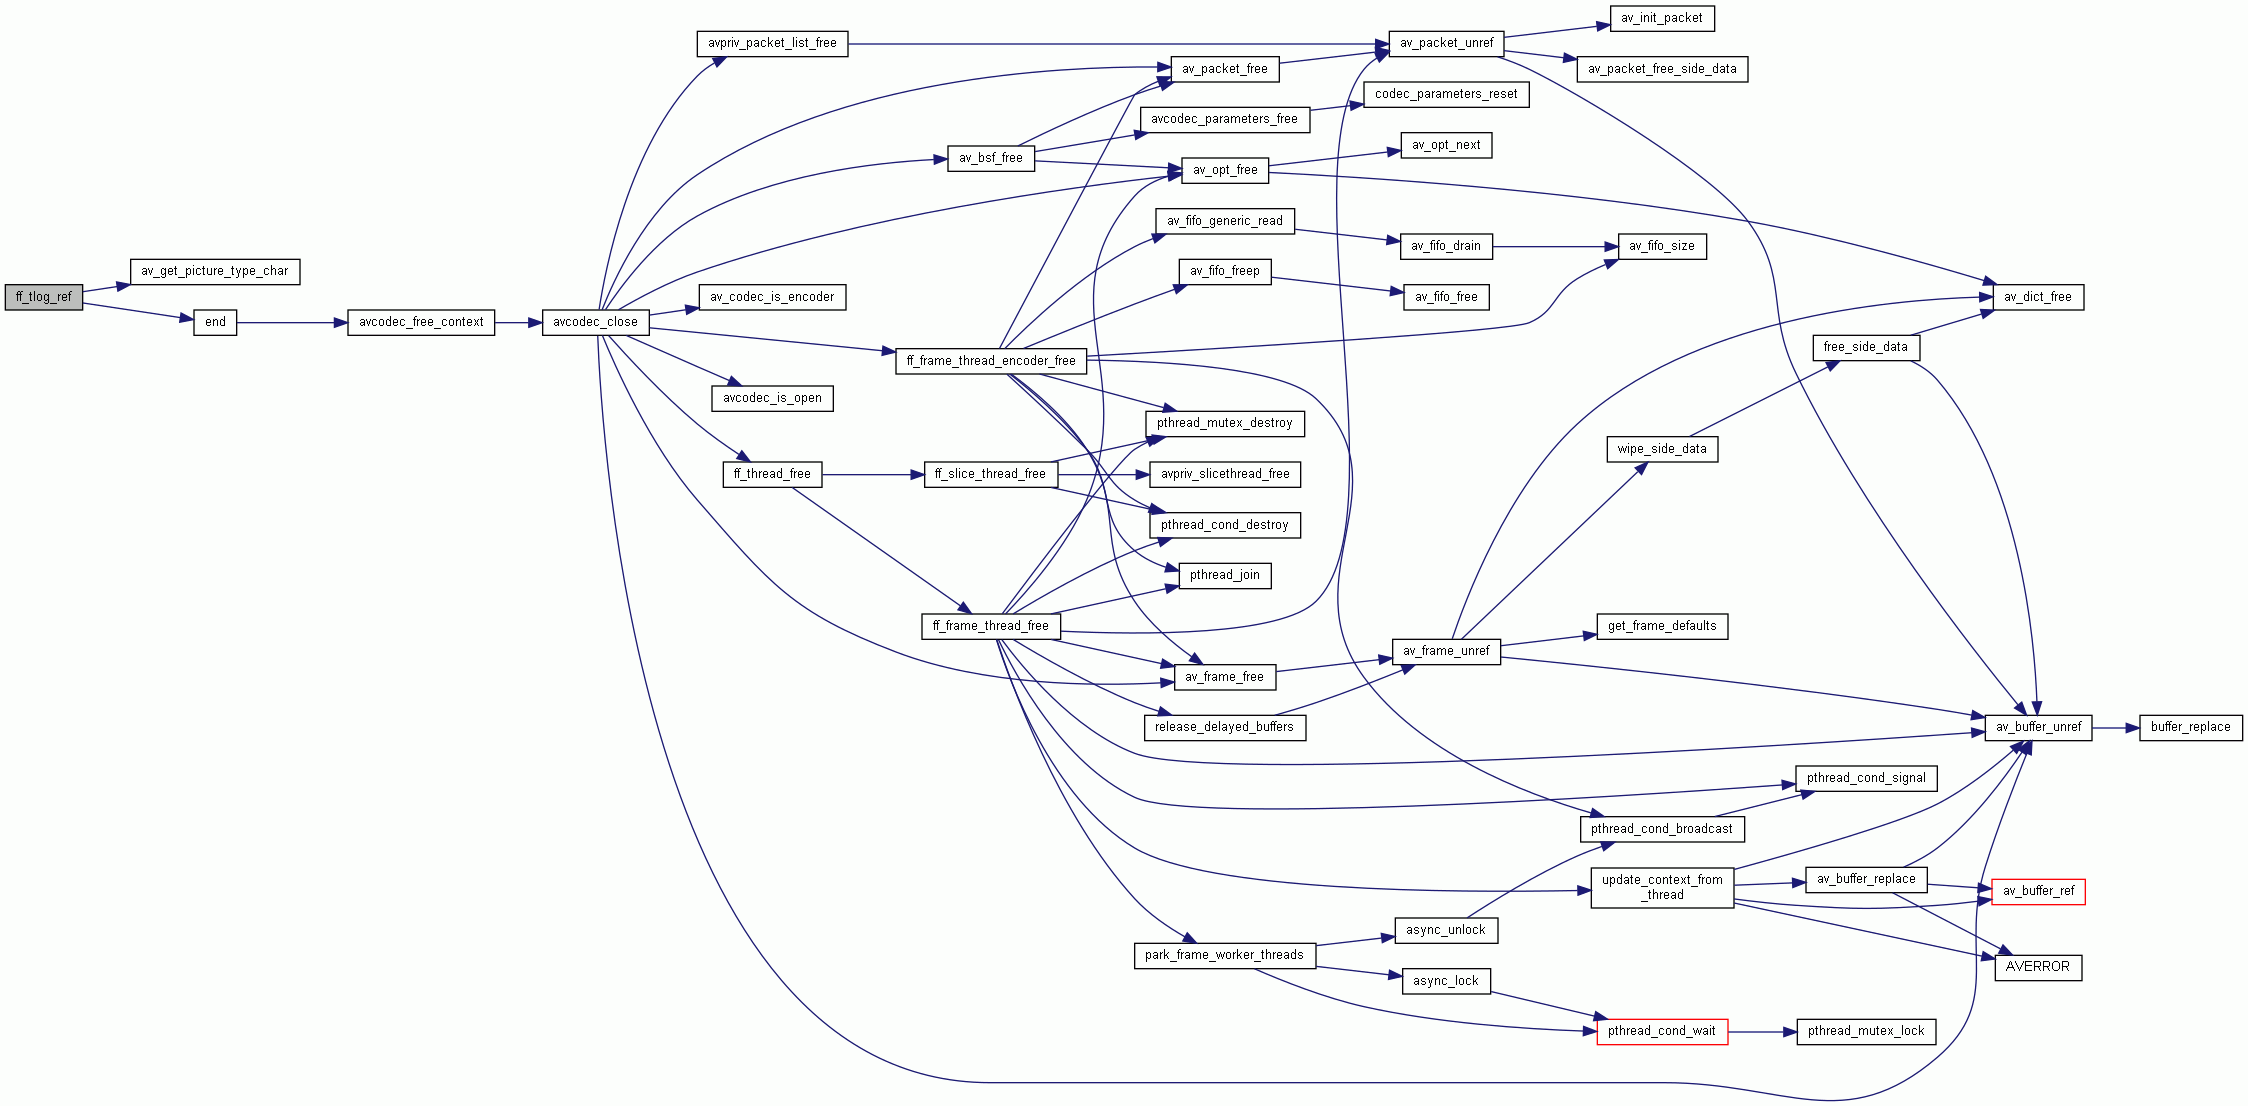 ff_tlog_ref
av_get_picture_type_char
end
avcodec_free_context
avcodec_close
avpriv_packet_list_free
av_codec_is_encoder
avcodec_is_open
ff_thread_free
av_bsf_free
ff_frame_thread_encoder_free
ff_slice_thread_free
ff_frame_thread_free
av_packet_free
avcodec_parameters_free
av_opt_free
av_fifo_generic_read
av_fifo_freep
pthread_mutex_destroy
avpriv_slicethread_free
pthread_cond_destroy
pthread_join
av_frame_free
release_delayed_buffers
park_frame_worker_threads
av_packet_unref
codec_parameters_reset
av_opt_next
av_fifo_drain
av_fifo_free
av_frame_unref
async_unlock
async_lock
av_init_packet
av_packet_free_side_data
av_fifo_size
wipe_side_data
get_frame_defaults
pthread_cond_broadcast
update_context_from
_thread
pthread_cond_wait
free_side_data
pthread_cond_signal
av_buffer_replace
pthread_mutex_lock
av_dict_free
av_buffer_unref
av_buffer_ref
AVERROR
buffer_replace